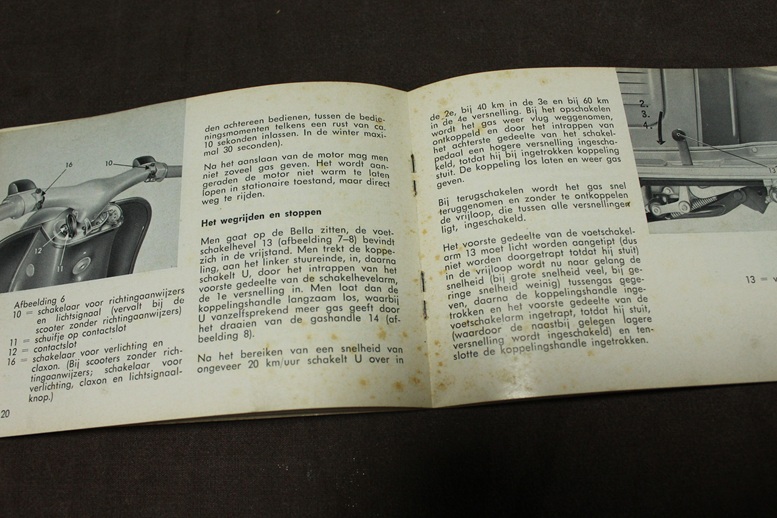 16
10
12
11
Afbeelding 6
10 = schakelaar voor richtingaanwijzers
en lichtsignaal (vervalt bij de
scooter zonder richtingaanwijzers)
11 = schuifje op contactslot
12 = contactslot
16 = schakelaar voor verlichting en
claxon. (Bij scooters zonder rich-
tingaanwijzers; schakelaar voor
verlichting, claxon en lichtsignaal-
knop.)
20
den achtereen bedienen, tussen de bedie-
ningsmomenten telkens een rust van ca.
10 seconden inlassen. In de winter maxi-
mal 30 seconden).
Na het aanslaan van de motor mag men
niet zoveel gas geven. Het wordt aan-
geraden de motor niet warm te laten
lopen in stationaire toestand, maar direct
weg te rijden.
Het wegrijden en stoppen
Men gaat op de Bella zitten, de voet-
schakelhevel 13 (afbeelding 7–8) bevindt
zich in de vrijstand. Men trekt de koppe-
ling, aan het linker stuureinde, in, daarna
schakelt U, door het intrappen van het
voorste gedeelte van de schakelhevelarm,
de 1e versnelling in. Men laat dan de
koppelingshandle langzaam los, waarbij
U vanzelfsprekend meer gas geeft door
het draaien van de gashandle 14 (af-
beelding 8).
Na het bereiken van een snelheid van
ongeveer 20 km/uur schakelt U over in
de 2e, bij 40 km in de 3e en bij 60 km
in de 4e versnelling. Bij het opschakelen
wordt het gas weer vlug weggenomen,
ontkoppeld en door het intrappen van
het achterste gedeelte van het schakel-
pedaal een hogere versnelling ingescha-
keld, totdat hij bij ingetrokken koppeling
stuit. De koppeling los laten en weer gas
geven.
Bij terugschakelen wordt het gas snel
teruggenomen en zonder te ontkoppelen
de vrijloop, die tussen alle versnellingen
ligt, ingeschakeld.
Het voorste gedeelte van de voetschakel-
arm 13 moet licht worden aangetipt (dus
niet worden doorgetrapt totdat hij stuit)
in de vrijloop wordt nu naar gelang de
snelheid (bij grote snelheid veel, bij ge-
ringe snelheid weinig) tussengas gege-
ven, daarna de koppelingshandle inge-
trokken en het voorste gedeelte van de
voetschakelarm ingetrapt, totdat hij stuit,
(waardoor de naastbij gelegen lagere
versnelling wordt ingeschakeld) en ten-
slotte de koppelingshandle ingetrokken.
2.
3.
4.
13 = v